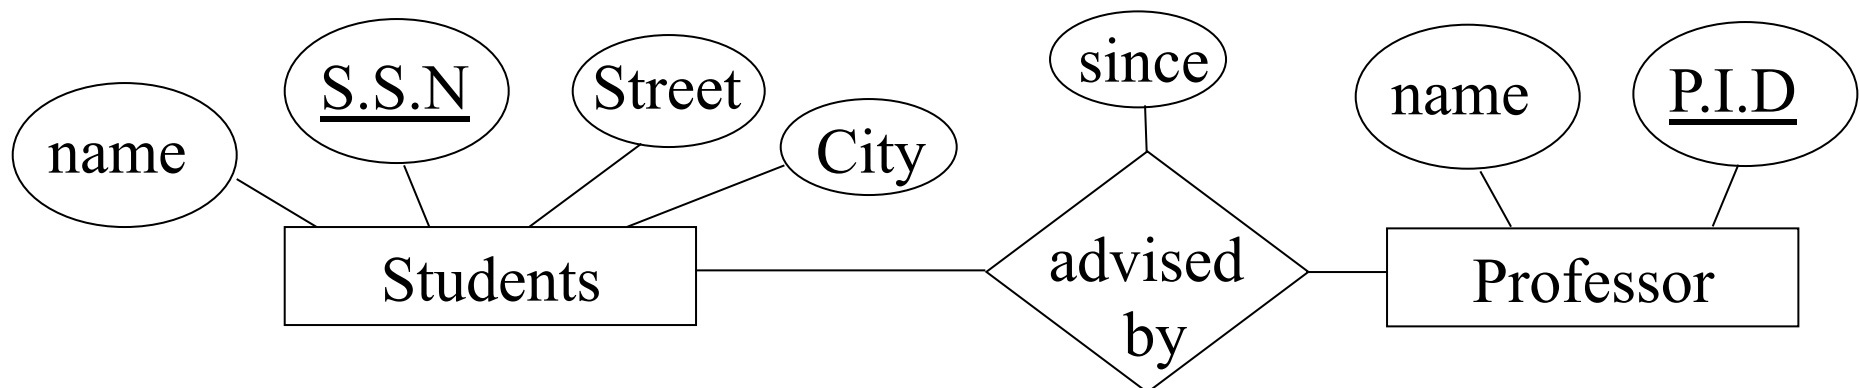 name
S.S.N
Street
City
since
name
P.I.D
Students
advised
by
Professor